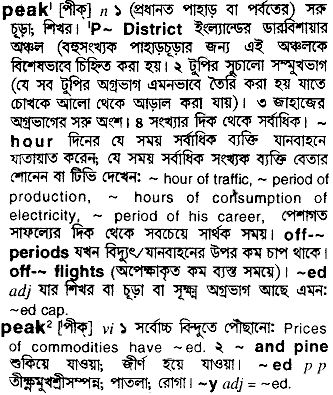 peak¹ [পীক্] n ১ (প্রধানত পাহাড় বা পর্বতের) সরু
চূড়া; শিখর। 'P~ District ইংল্যান্ডের ডারবিশায়ার
অঞ্চল (বহুসংখ্যক পাহাড়চূড়ার জন্য এই অঞ্চলকে
বিশেষভাবে চিহ্নিত করা হয়। ২ টুপির সুচালো সম্মুখভাগ
(যে সব টুপির অগ্রভাগ এমনভাবে তৈরি করা হয় যাতে
চোখকে আলো থেকে আড়াল করা যায়)। ৩ জাহাজের
অগ্রভাগের সরু অংশ। ৪ সংখ্যার দিক থেকে সর্বাধিক। ~
hour দিনের যে সময় সর্বাধিক ব্যক্তি যানবাহনে
যাতায়াত করেন; যে সময় সর্বাধিক সংখ্যক ব্যক্তি বেতার
শোনেন বা টিভি দেখেন: ~ hour of traffic, ~ period of
production, ~ hours of consumption of
electricity, ~ period of his career, পেশাগত
সাফল্যের দিক থেকে সবচেয়ে সার্থক সময়। off-~
periods যখন বিদ্যুৎ/যানবাহনের উপর কম চাপ থাকে।
off-~ flights (অপেক্ষাকৃত কম ব্যস্ত সময়ে)। ~ed
adj যার শিখর বা চূড়া বা সূক্ষ্ম অগ্রভাগ আছে এমন:
~ed cap.
peak² [পীক্] vi ১ সর্বোচ্চ বিন্দুতে পৌছানো: Prices
of commodities have ~ed. ২ ~ and pine
শুকিয়ে যাওয়া; জীর্ণ হয়ে যাওয়া। ~ed p p
তীক্ষ্ণমুখশ্রীসম্পন্ন; পাতলা; রোগা। ~y adj = ~ed.